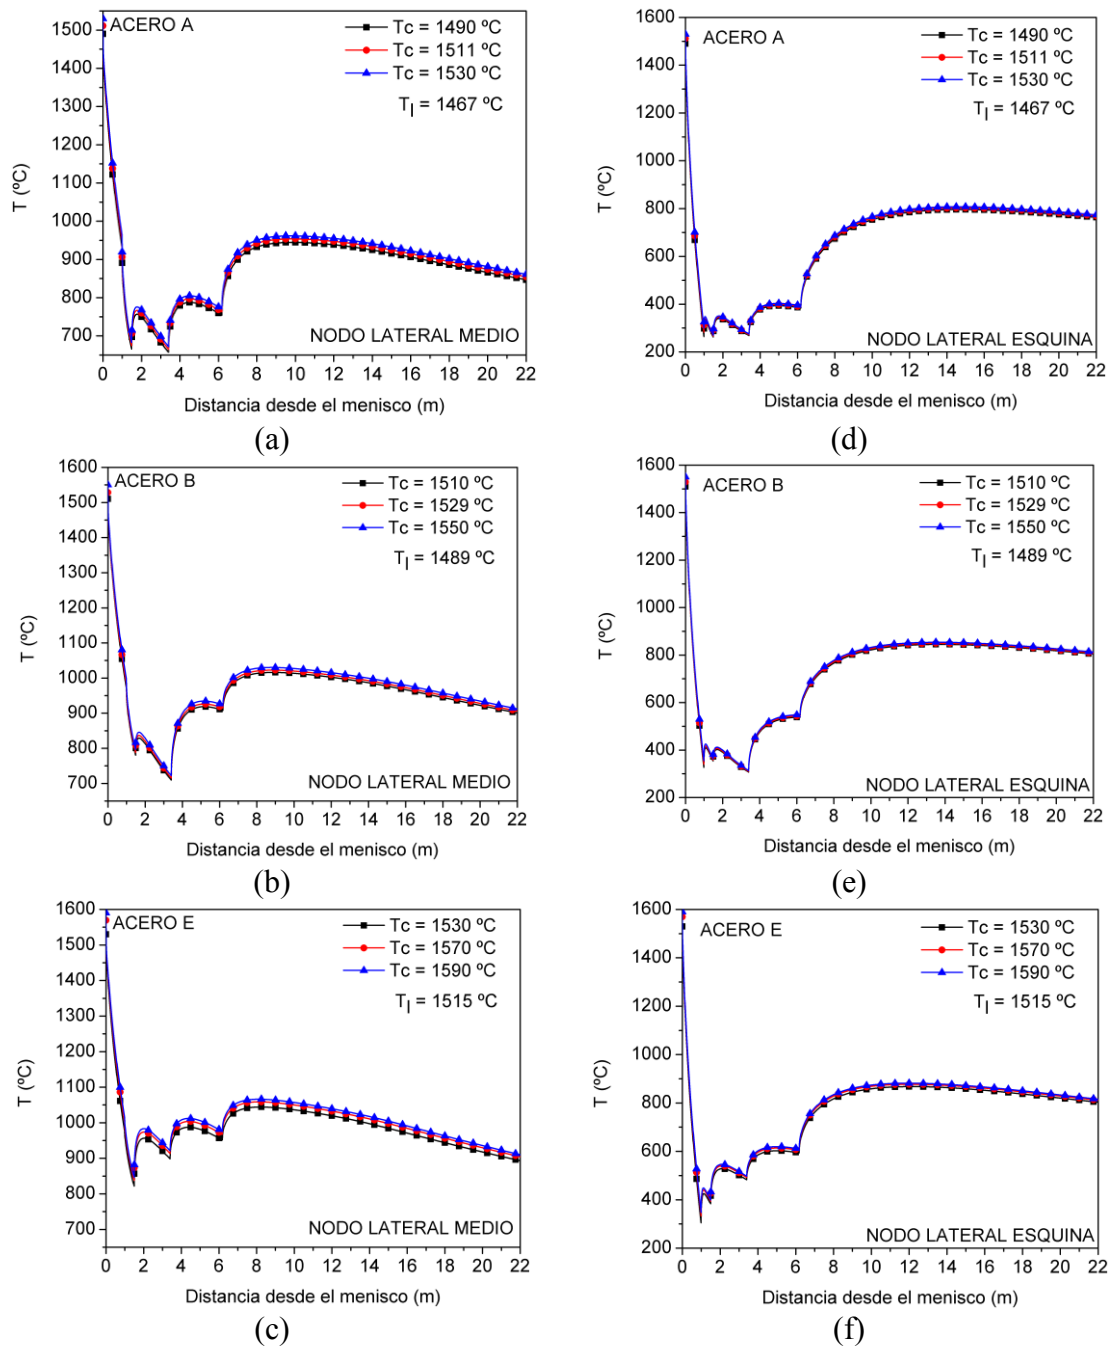 ACERO A
Tc = 1490 ºC
Tc = 1511 ºC
Tc = 1530 ºC
Tl = 1467 ºC
1500
1400
1300
1200
1100
1000
900
800
700
T (ºC)
NODO LATERAL MEDIO
0 2 4 6 8 10 12 14 16 18 20 22
Distancia desde el menisco (m)
(a)
ACERO A
Tc = 1490 ºC
Tc = 1511 ºC
Tc = 1530 ºC
Tl = 1467 ºC
1600
1400
1200
1000
800
600
400
200
T (ºC)
NODO LATERAL ESQUINA
0 2 4 6 8 10 12 14 16 18 20 22
Distancia desde el menisco (m)
(d)
ACERO B
Tc = 1510 ºC
Tc = 1529 ºC
Tc = 1550 ºC
Tl = 1489 ºC
1600
1500
1400
1300
1200
1100
1000
900
800
700
T (ºC)
NODO LATERAL MEDIO
0 2 4 6 8 10 12 14 16 18 20 22
Distancia desde el menisco (m)
(b)
ACERO B
Tc = 1510 ºC
Tc = 1529 ºC
Tc = 1550 ºC
Tl = 1489 ºC
1600
1400
1200
1000
800
600
400
200
T (ºC)
NODO LATERAL ESQUINA
0 2 4 6 8 10 12 14 16 18 20 22
Distancia desde el menisco (m)
(e)
ACERO E
Tc = 1530 ºC
Tc = 1570 ºC
Tc = 1590 ºC
Tl = 1515 ºC
1600
1500
1400
1300
1200
1100
1000
900
800
700
T (ºC)
NODO LATERAL MEDIO
0 2 4 6 8 10 12 14 16 18 20 22
Distancia desde el menisco (m)
(c)
ACERO E
Tc = 1530 ºC
Tc = 1570 ºC
Tc = 1590 ºC
Tl = 1515 ºC
1600
1400
1200
1000
800
600
400
200
T (ºC)
NODO LATERAL ESQUINA
0 2 4 6 8 10 12 14 16 18 20 22
Distancia desde el menisco (m)
(f)